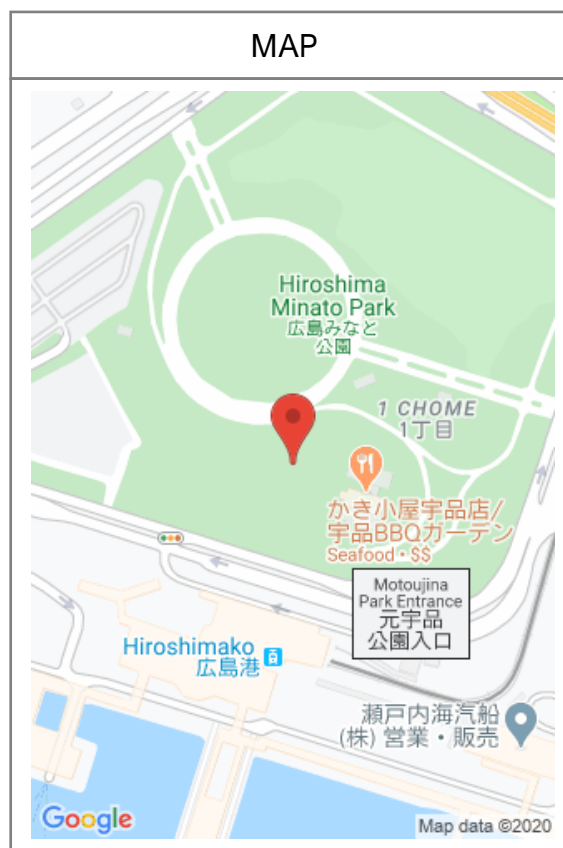 MAP
Hiroshima
Minato Park
広島みなと
公園
1 CHOME
1丁目
かき小屋宇品店/
宇品BBQガーデン
Seafood • $$
Motoujina
Park Entrance
元宇品
公園入口
Hiroshimako
広島港
瀬戸内海汽船
(株) 営業・販売
Google
Map data ©2020